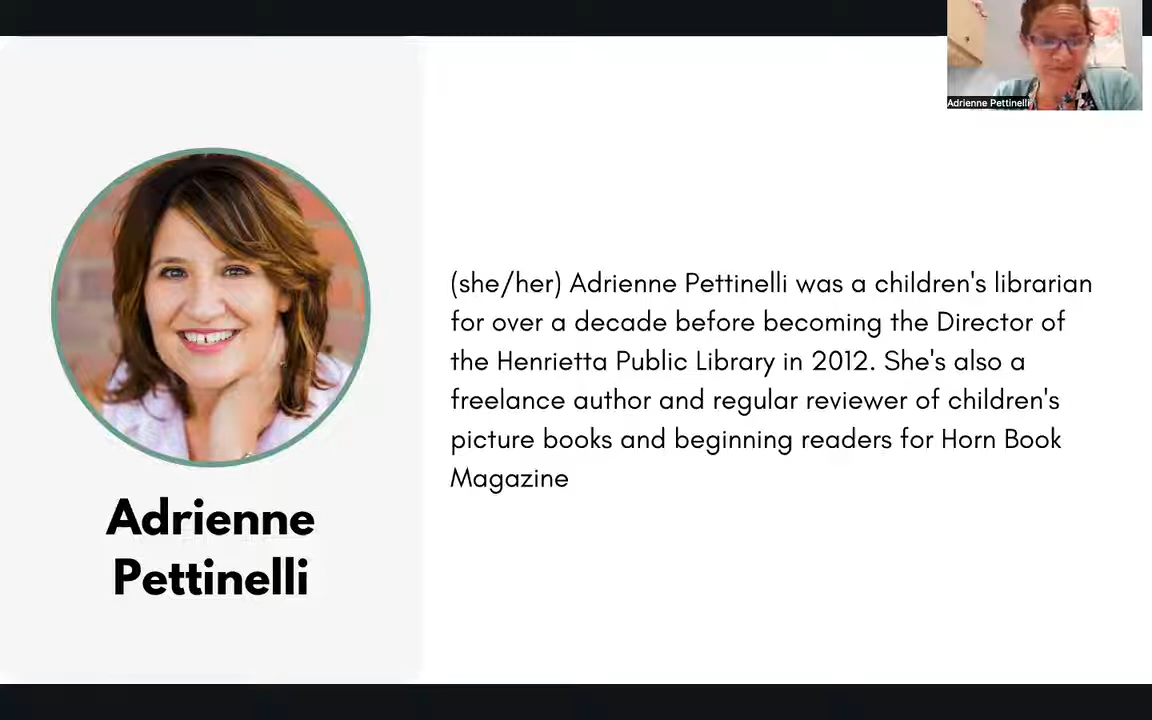 Adrienne Pettinelli
(she/her) Adrienne Pettinelli was a children's librarian
for over a decade before becoming the Director of
the Henrietta Public Library in 2012. She's also a
freelance author and regular reviewer of children's
picture books and beginning readers for Horn Book
Magazine
Adrienne
Pettinelli